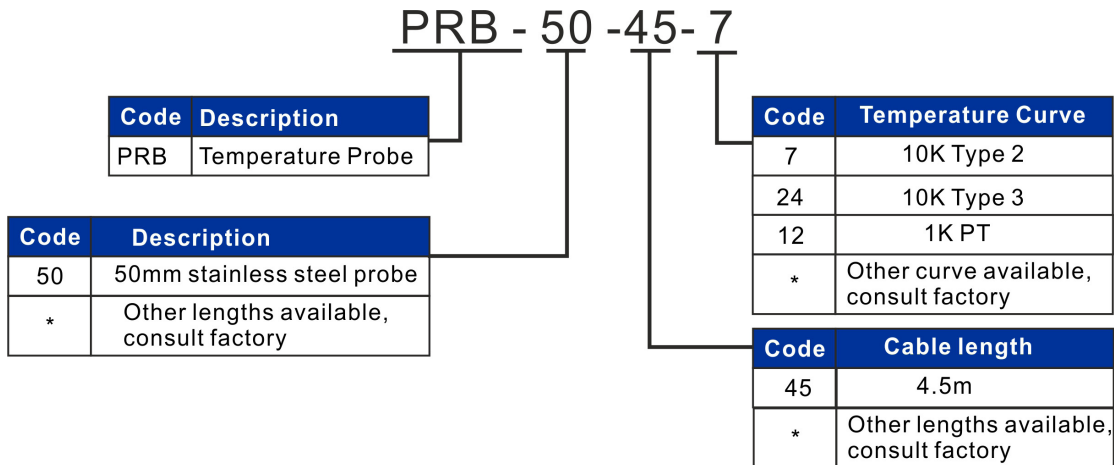 PRB - 50 -45- 7
Code Description
PRB Temperature Probe
Code Description
50 50mm stainless steel probe
* Other lengths available,
consult factory
Code Temperature Curve
7 10K Type 2
24 10K Type 3
12 1K PT
* Other curve available,
consult factory
Code Cable length
45 4.5m
* Other lengths available,
consult factory